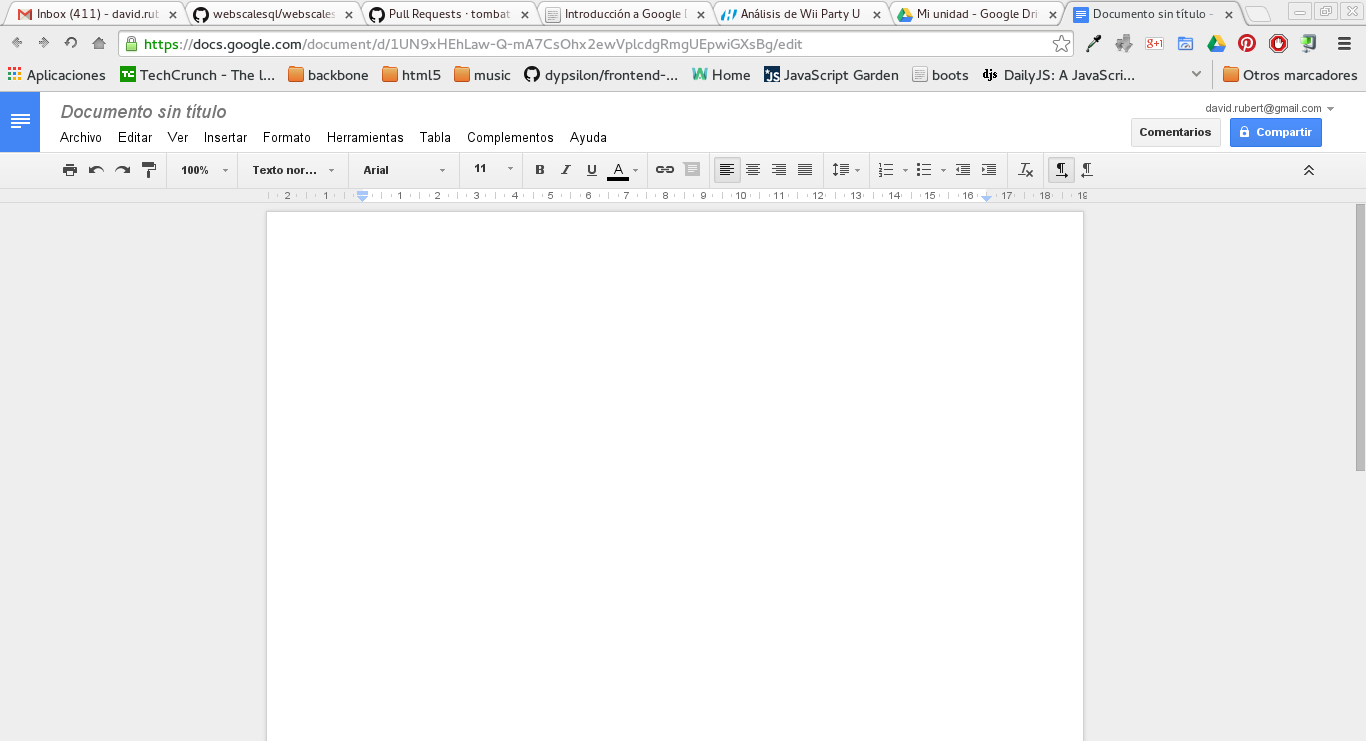 Inbox (411) - david.rub
webscalesql/webscales
Pull Requests · tombat
Introducción a Google
Análisis de Wii Party U
Mi unidad - Google Dri
Documento sin título -
https://docs.google.com/document/d/1UN9xHEhLaw-Q-mA7CsOhx2ewVplcdgRmgUEpwiGXsBg/edit
Aplicaciones TechCrunch - The l... backbone html5 music dypsilon/frontend-... Home JavaScript Garden boots DailyJS: A JavaScri... Otros marcadores
Documento sin título
david.rubert@gmail.com
Archivo Editar Ver Insertar Formato Herramientas Tabla Complementos Ayuda
Comentarios Compartir
100% Texto nor... Arial 11 B I U A
2 1 1 2 3 4 5 6 7 8 9 10 11 12 13 14 15 16 17 18 19